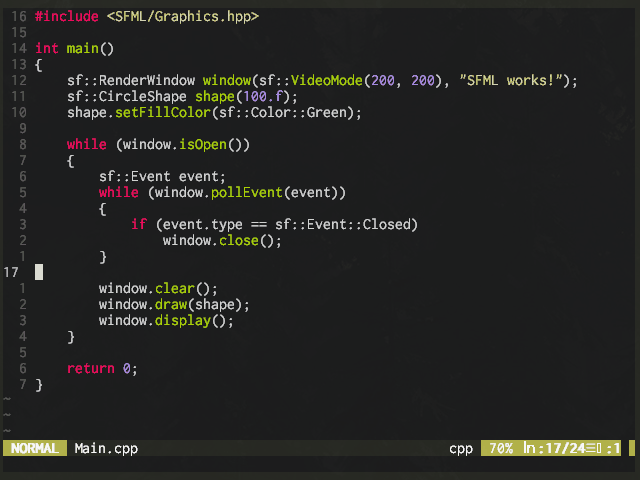 16 #include <SFML/Graphics.hpp>
15
14 int main()
13 {
12     sf::RenderWindow window(sf::VideoMode(200, 200), "SFML works!");
11     sf::CircleShape shape(100.f);
10     shape.setFillColor(sf::Color::Green);
9
8     while (window.isOpen())
7     {
6         sf::Event event;
5         while (window.pollEvent(event))
4         {
3             if (event.type == sf::Event::Closed)
2                 window.close();
1         }
17
1         window.clear();
2         window.draw(shape);
3         window.display();
4     }
5
6     return 0;
7 }
~
~
~
NORMAL Main.cpp cpp 70% ln:17/24☰:1